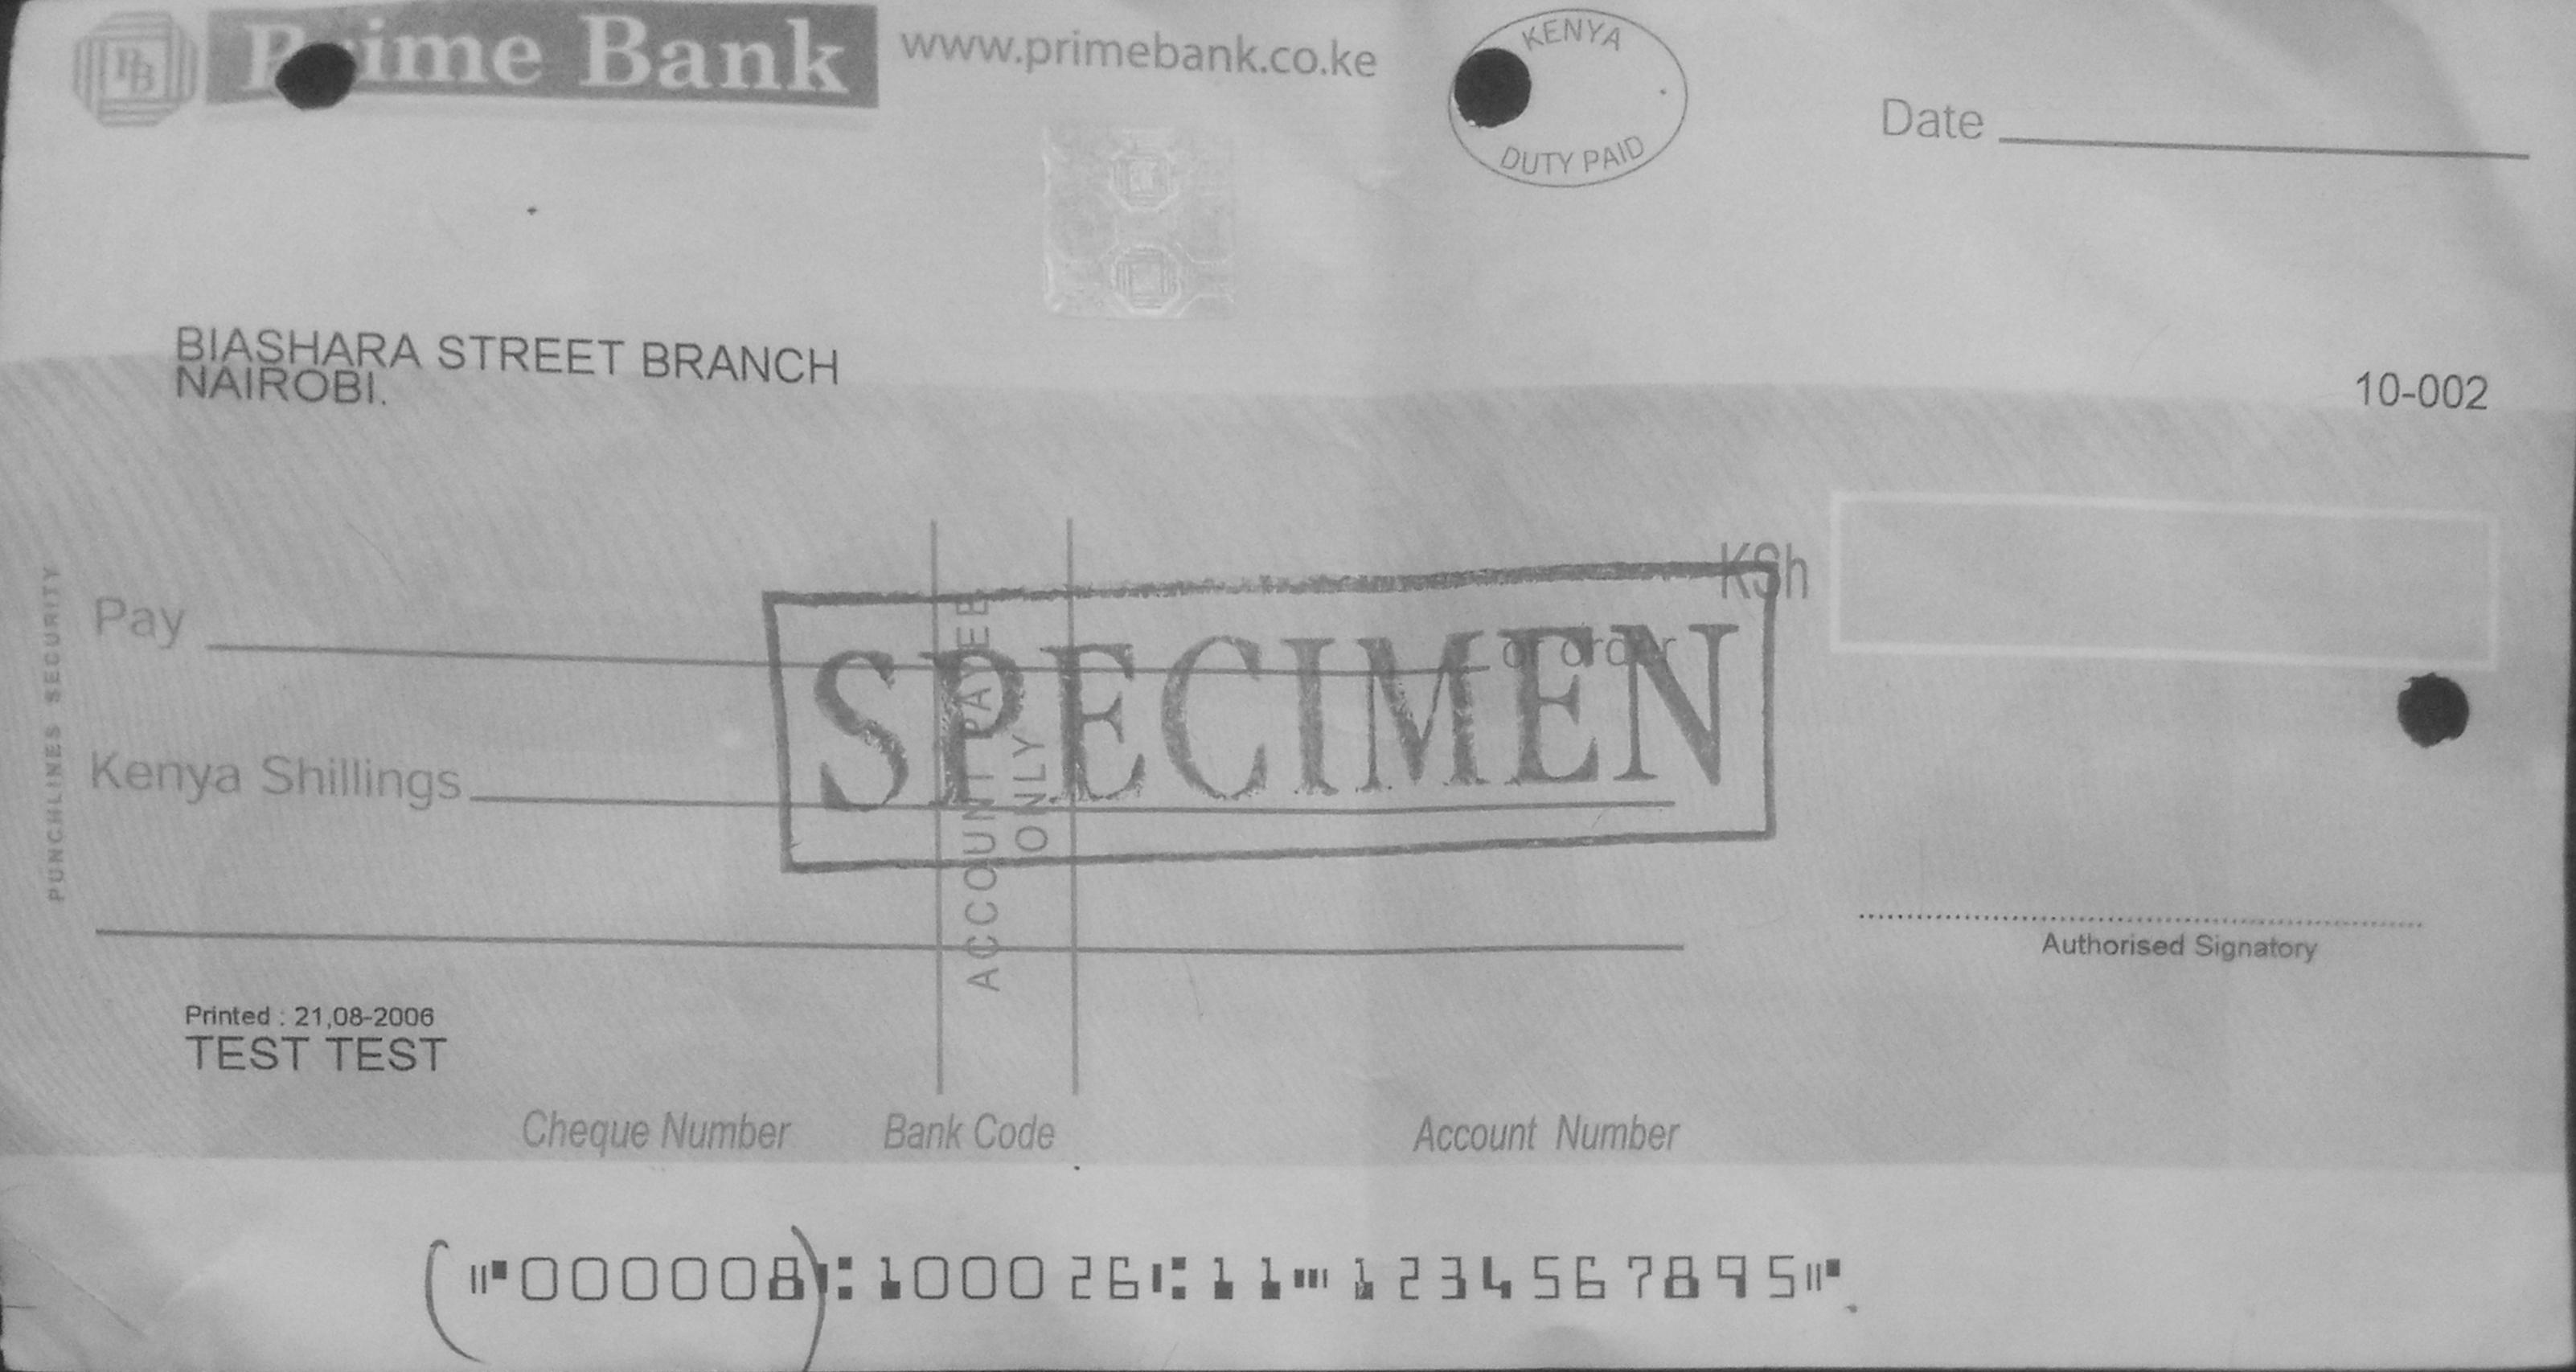 PB Prime Bank www.primebank.co.ke
KENYA
DUTY PAID
Date
BIASHARA STREET BRANCH
NAIROBI.
10-002
PUNCHLINES SECURITY
KSh
Pay or order
ACCOUNT PAYEE
ONLY
SPECIMEN
Kenya Shillings
Authorised Signatory
Printed : 21,08-2006
TEST TEST
Cheque Number Bank Code Account Number
⑈000008⑆100026⑆11⑉1234567895⑈